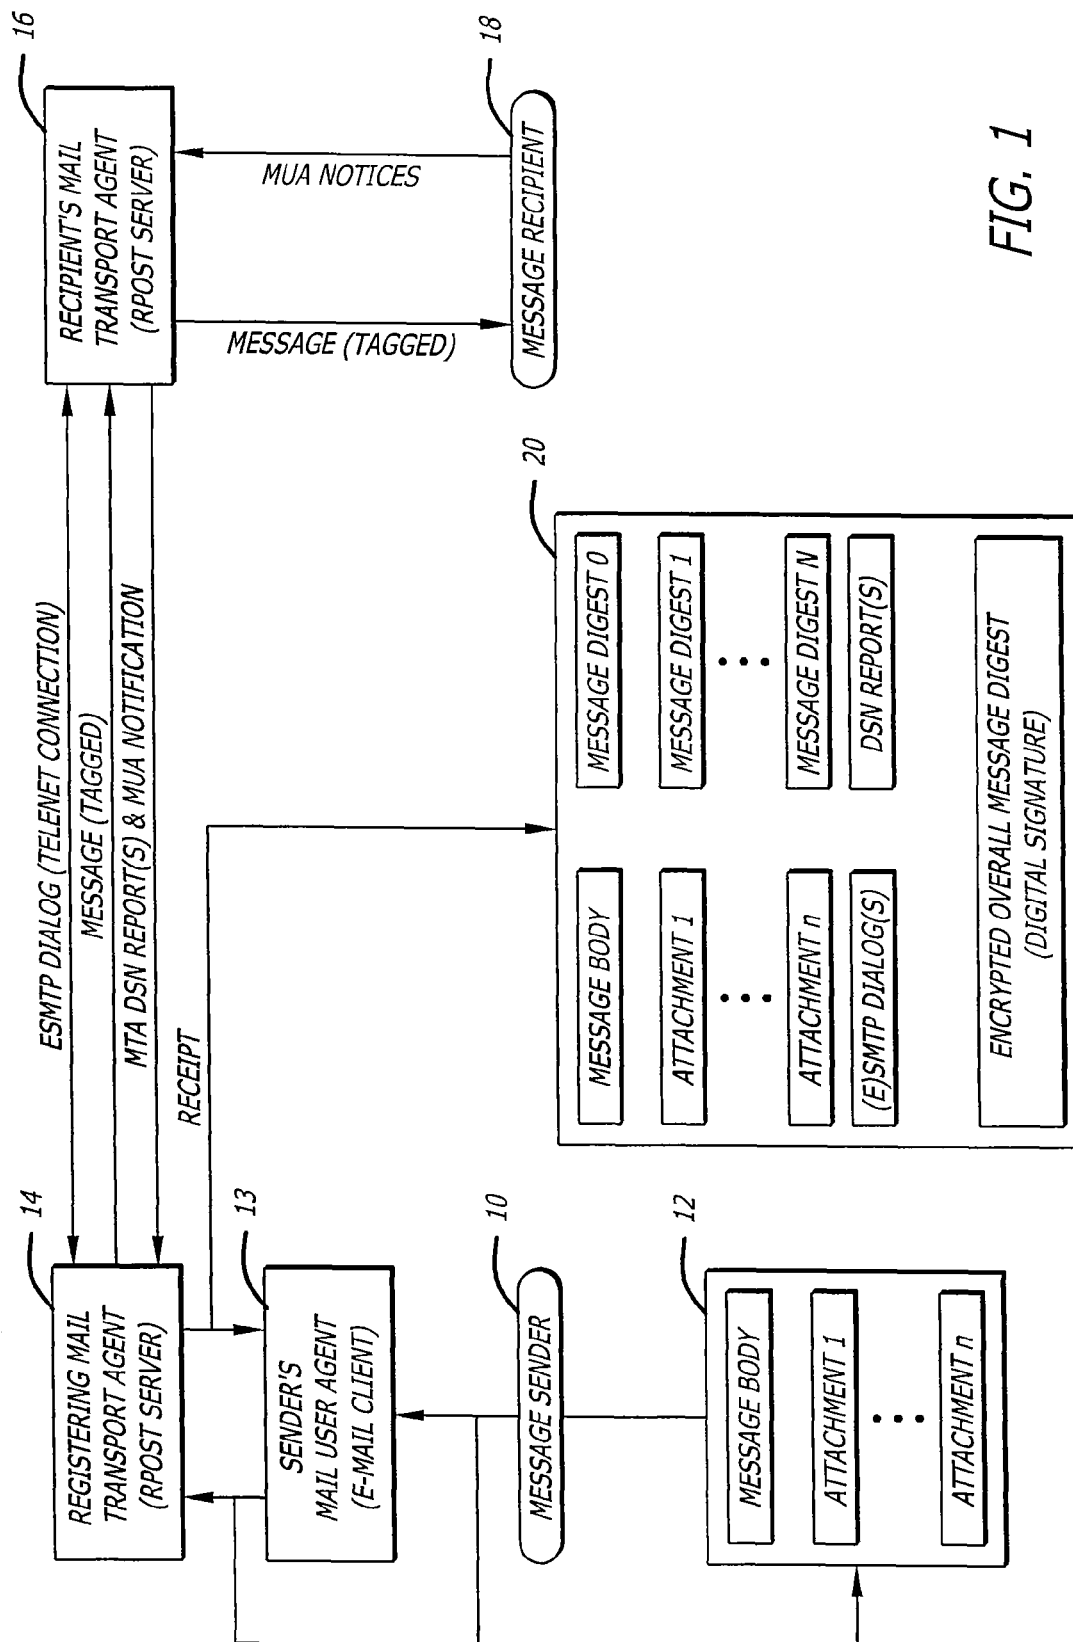 14
REGISTERING MAIL
TRANSPORT AGENT
(RPOST SERVER)
ESMTP DIALOG (TELENET CONNECTION)
MESSAGE (TAGGED)
MTA DSN REPORT(S) & MUA NOTIFICATION
16
RECIPIENT'S MAIL
TRANSPORT AGENT
(RPOST SERVER)
RECEIPT
13
SENDER'S
MAIL USER AGENT
(E-MAIL CLIENT)
MESSAGE (TAGGED)
MUA NOTICES
10
MESSAGE SENDER
18
MESSAGE RECIPIENT
12
MESSAGE BODY
ATTACHMENT 1
ATTACHMENT n
20
MESSAGE BODY
MESSAGE DIGEST 0
ATTACHMENT 1
MESSAGE DIGEST 1
ATTACHMENT n
MESSAGE DIGEST N
(E)SMTP DIALOG(S)
DSN REPORT(S)
ENCRYPTED OVERALL MESSAGE DIGEST
(DIGITAL SIGNATURE)
FIG. 1